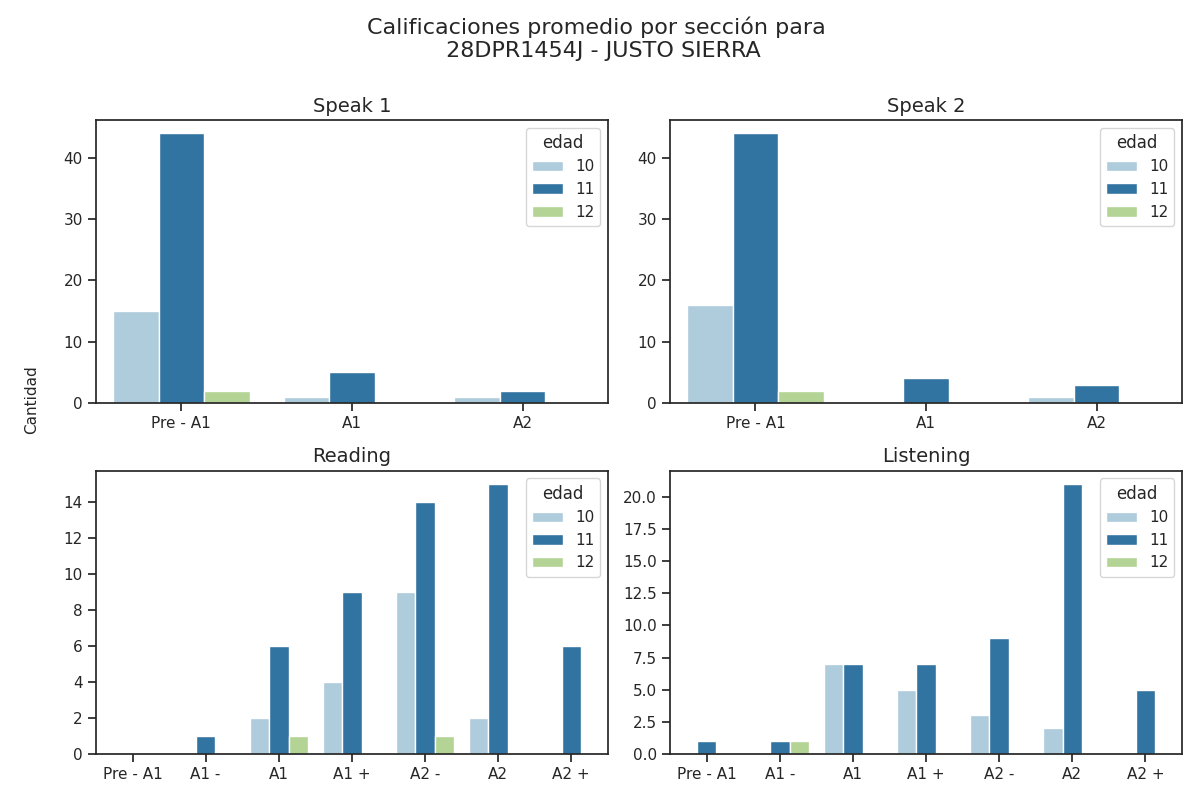 Calificaciones promedio por sección para
28DPR1454J - JUSTO SIERRA
Cantidad
Speak 1
40
30
20
10
0
Pre - A1
A1
A2
edad
10
11
12
Speak 2
40
30
20
10
0
Pre - A1
A1
A2
edad
10
11
12
Reading
14
12
10
8
6
4
2
0
Pre - A1
A1 -
A1
A1 +
A2 -
A2
A2 +
edad
10
11
12
Listening
20.0
17.5
15.0
12.5
10.0
7.5
5.0
2.5
0.0
Pre - A1
A1 -
A1
A1 +
A2 -
A2
A2 +
edad
10
11
12